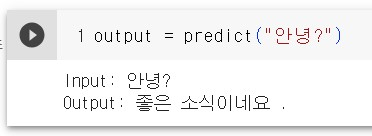 1 output = predict("안녕?")
Input: 안녕?
Output: 좋은 소식이네요 .